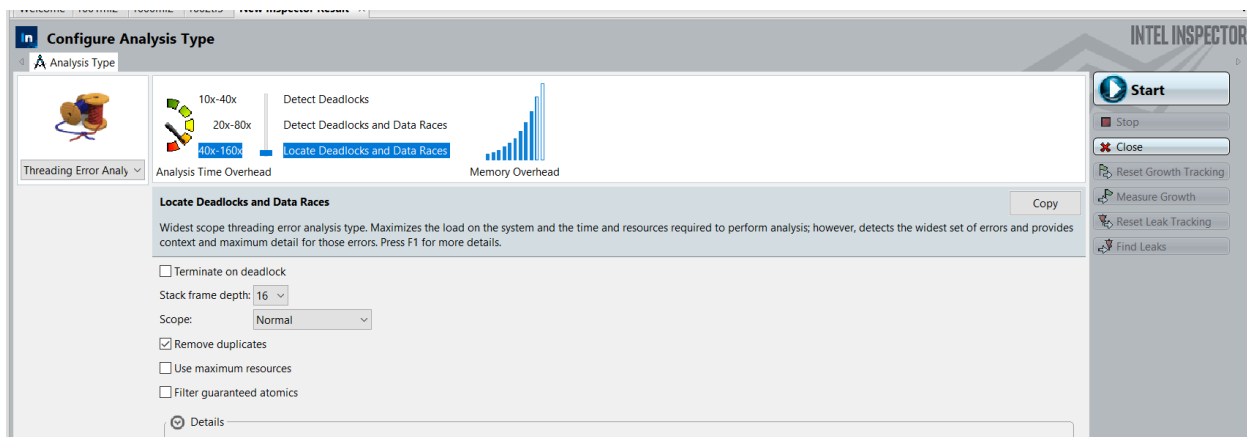 Welcome
New Inspector Result
Configure Analysis Type
INTEL INSPECTOR
Analysis Type
10x-40x Detect Deadlocks
20x-80x Detect Deadlocks and Data Races
40x-160x Locate Deadlocks and Data Races
Threading Error Analy
Analysis Time Overhead
Memory Overhead
Locate Deadlocks and Data Races
Copy
Widest scope threading error analysis type. Maximizes the load on the system and the time and resources required to perform analysis; however, detects the widest set of errors and provides
context and maximum detail for those errors. Press F1 for more details.
Terminate on deadlock
Stack frame depth: 16
Scope: Normal
Remove duplicates
Use maximum resources
Filter guaranteed atomics
Details
Start
Stop
Close
Reset Growth Tracking
Measure Growth
Reset Leak Tracking
Find Leaks